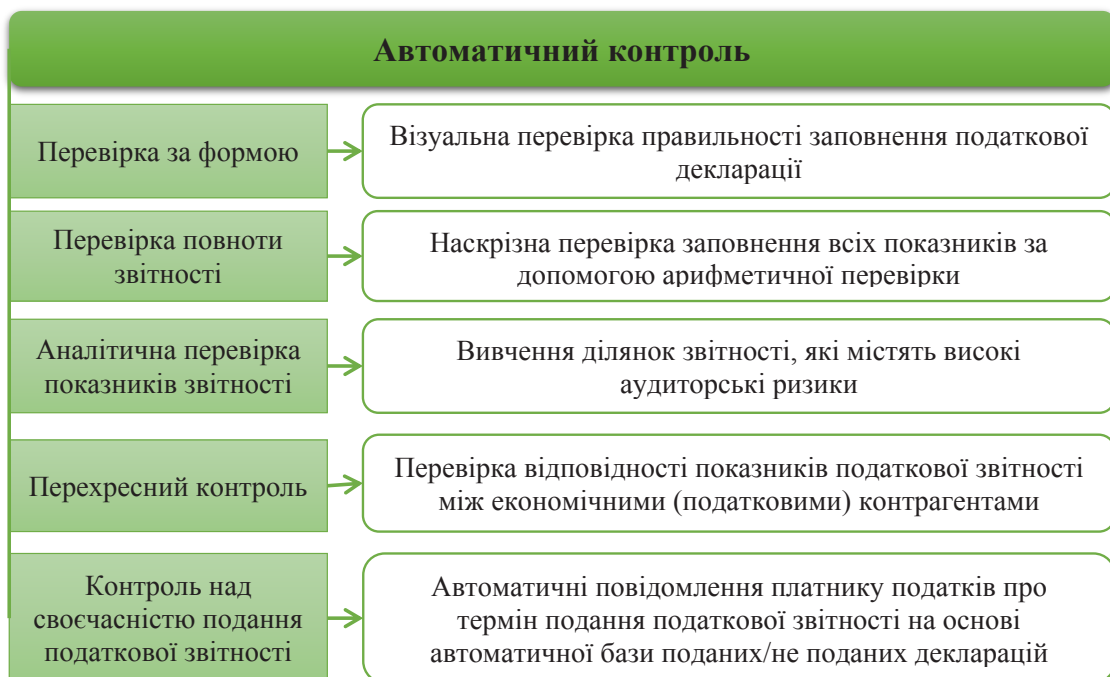 Автоматичний контроль
Перевірка за формою
Візуальна перевірка правильності заповнення податкової
декларації
Перевірка повноти
звітності
Наскрізна перевірка заповнення всіх показників за
допомогою арифметичної перевірки
Аналітична перевірка
показників звітності
Вивчення ділянок звітності, які містять високі
аудиторські ризики
Перехресний контроль
Перевірка відповідності показників податкової звітності
між економічними (податковими) контрагентами
Контроль над
своєчасністю подання
податкової звітності
Автоматичні повідомлення платнику податків про
термін подання податкової звітності на основі
автоматичної бази поданих/не поданих декларацій